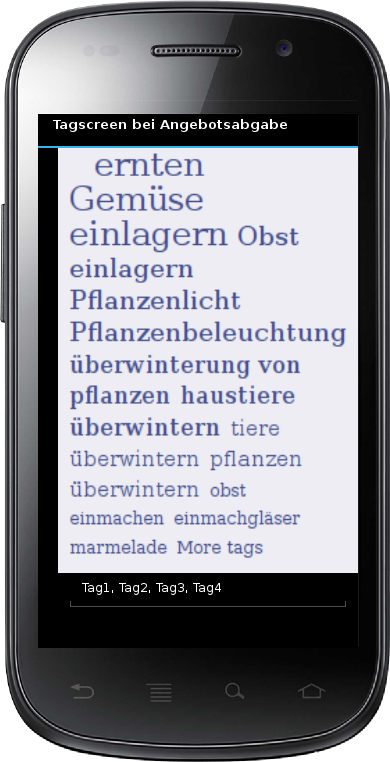 Tagscreen bei Angebotsabgabe
ernten
Gemüse
einlagern Obst
einlagern
Pflanzenlicht
Pflanzenbeleuchtung
überwinterung von
pflanzen haustiere
überwintern tiere
überwintern pflanzen
überwintern obst
einmachen einmachgläser
marmelade More tags
Tag1, Tag2, Tag3, Tag4